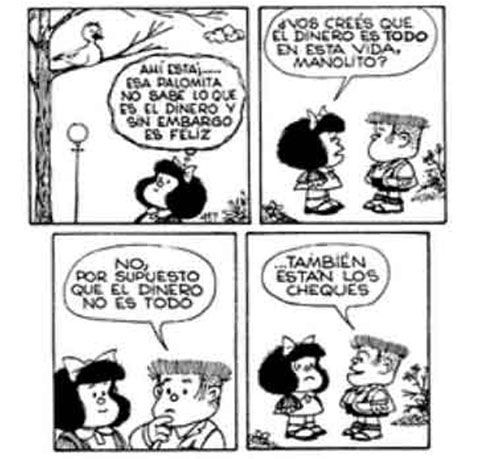 AHÍ ESTÁ;.....
ESA PALOMITA
NO SABE LO QUE
ES EL DINERO Y
SIN EMBARGO
ES FELIZ
¿VOS CREÉS QUE
EL DINERO ES TODO
EN ESTA VIDA,
MANOLITO?
NO,
POR SUPUESTO
QUE EL DINERO
NO ES TODO
...TAMBIÉN
ESTAN LOS
CHEQUES